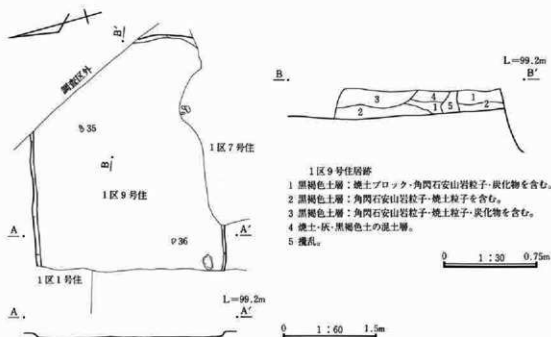 B′
調査区外
35
1区7号住
B
1区9号住
A
A′
36
1区1号住
L=99.2m
A
A′
0 1:60 1.5m
L=99.2m
B
B′
3
4
1
1
5
2
2
1区9号住居跡
1 黒褐色土層：焼土ブロック・角閃石安山岩粒子・炭化物を含む。
2 黒褐色土層：角閃石安山岩粒子・焼土粒子を含む。
3 黒褐色土層：角閃石安山岩粒子・焼土粒子・炭化物を含む。
4 焼土・灰・黒褐色土の混土層。
5 攪乱。
0 1:30 0.75m